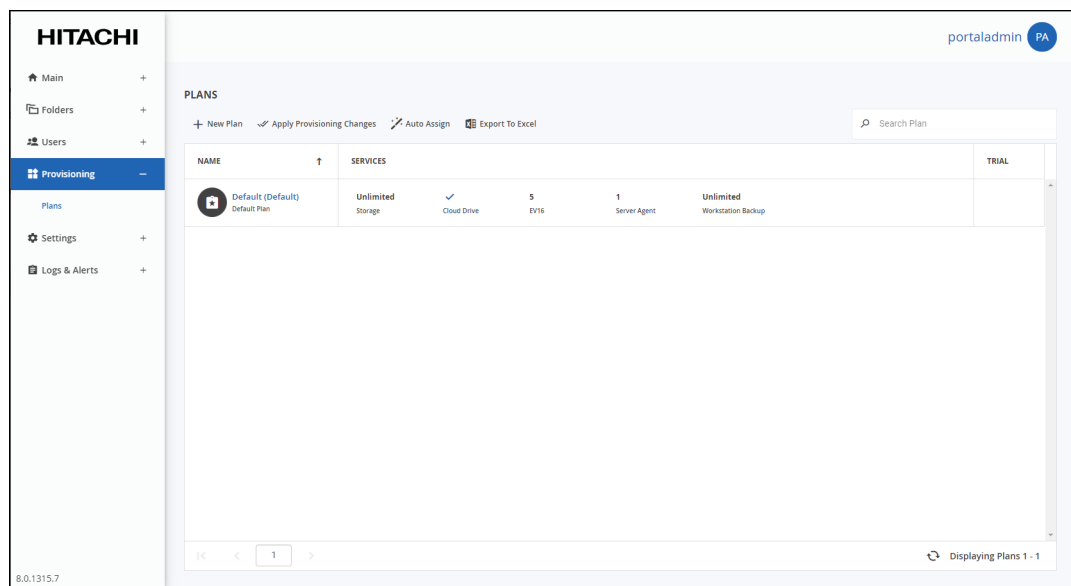 HITACHI
portaladmin PA
Main +
Folders +
Users +
Provisioning −
Plans
Settings +
Logs & Alerts +
8.0.1315.7
PLANS
+ New Plan Apply Provisioning Changes Auto Assign Export To Excel
Search Plan
NAME ↑ SERVICES TRIAL
Default (Default) Unlimited ✓ 5 1 Unlimited
Default Plan Storage Cloud Drive EV16 Server Agent Workstation Backup
1
Displaying Plans 1 - 1